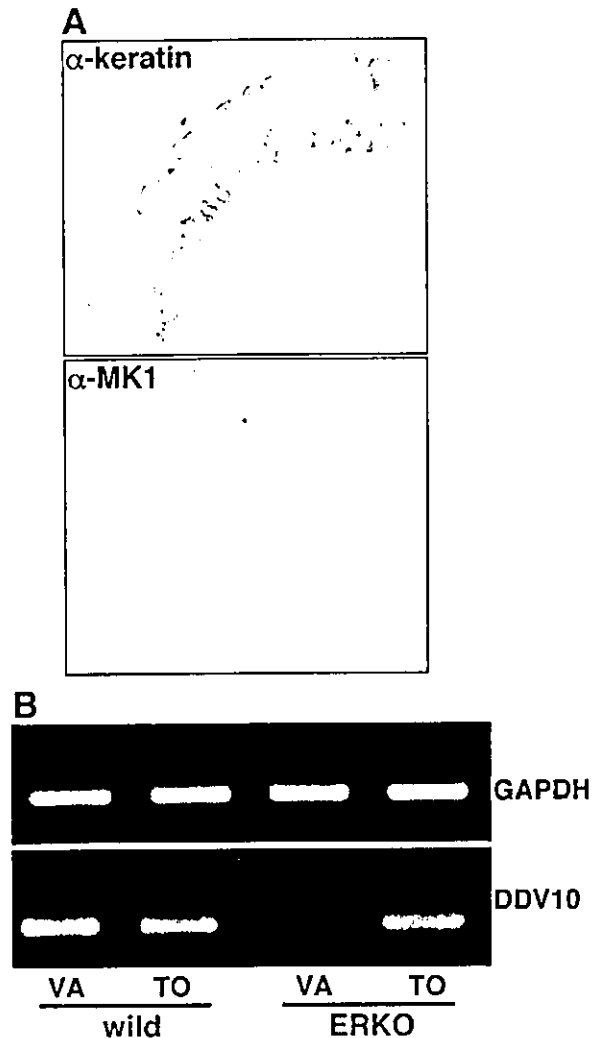 A
α-keratin
α-MK1
B
GAPDH
DDV10
VA TO VA TO
wild ERKO